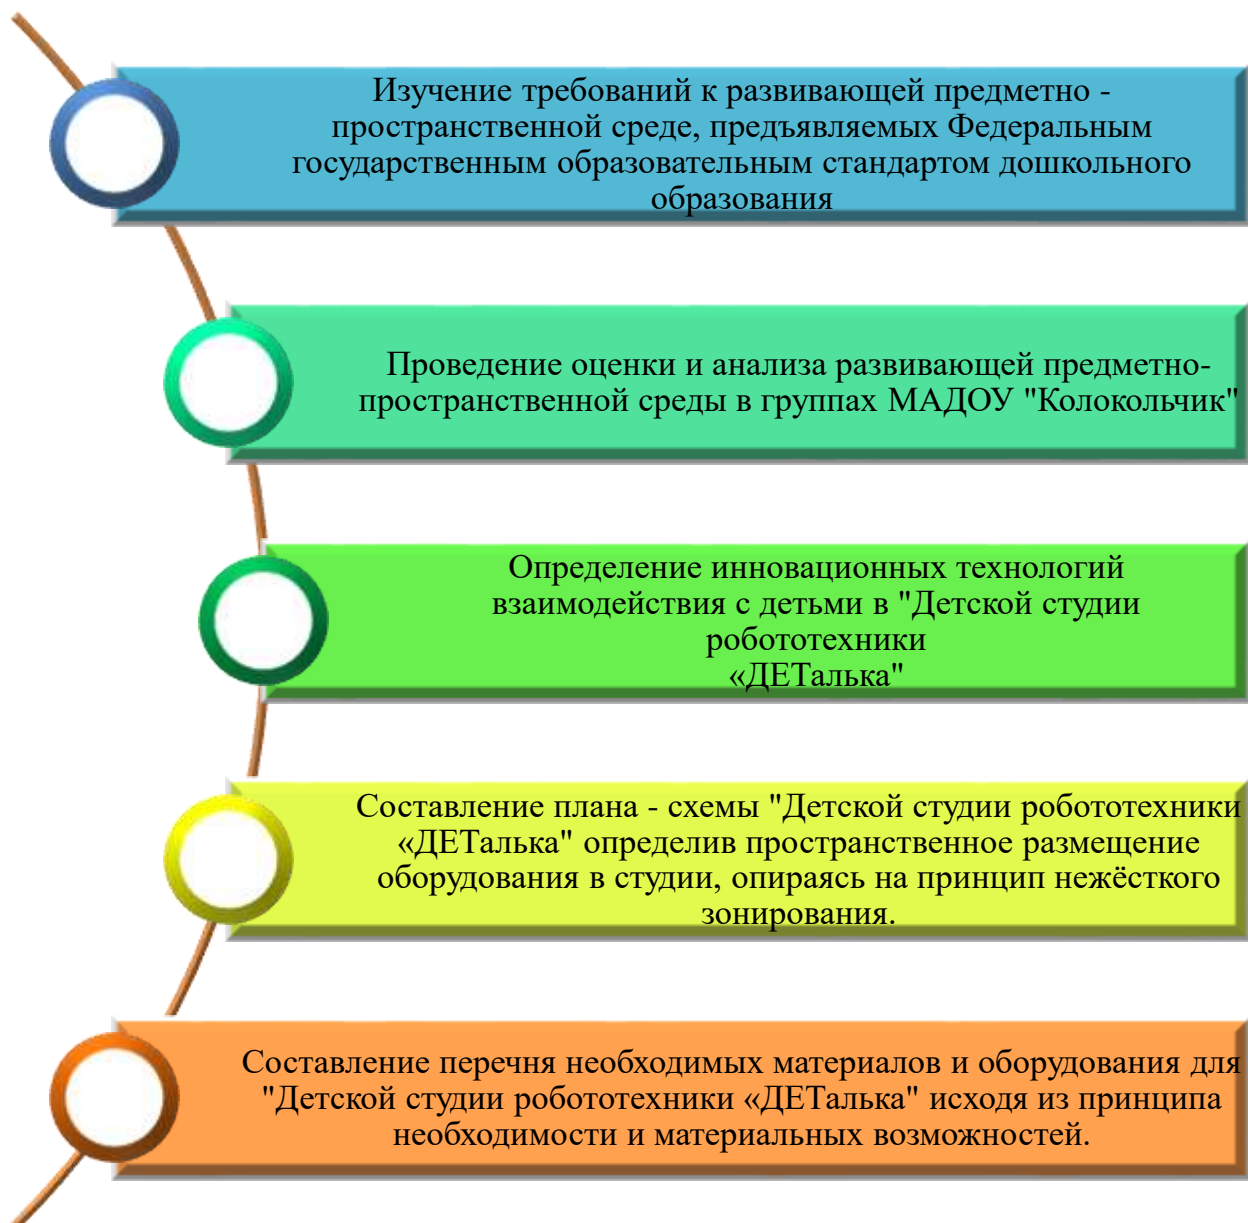 Изучение требований к развивающей предметно -
пространственной среде, предъявляемых Федеральным
государственным образовательным стандартом дошкольного
образования
Проведение оценки и анализа развивающей предметно-
пространственной среды в группах МАДОУ "Колокольчик"
Определение инновационных технологий
взаимодействия с детьми в "Детской студии
робототехники
«ДЕТалька"
Составление плана - схемы "Детской студии робототехники
«ДЕТалька" определив пространственное размещение
оборудования в студии, опираясь на принцип нежёсткого
зонирования.
Составление перечня необходимых материалов и оборудования для
"Детской студии робототехники «ДЕТалька" исходя из принципа
необходимости и материальных возможностей.